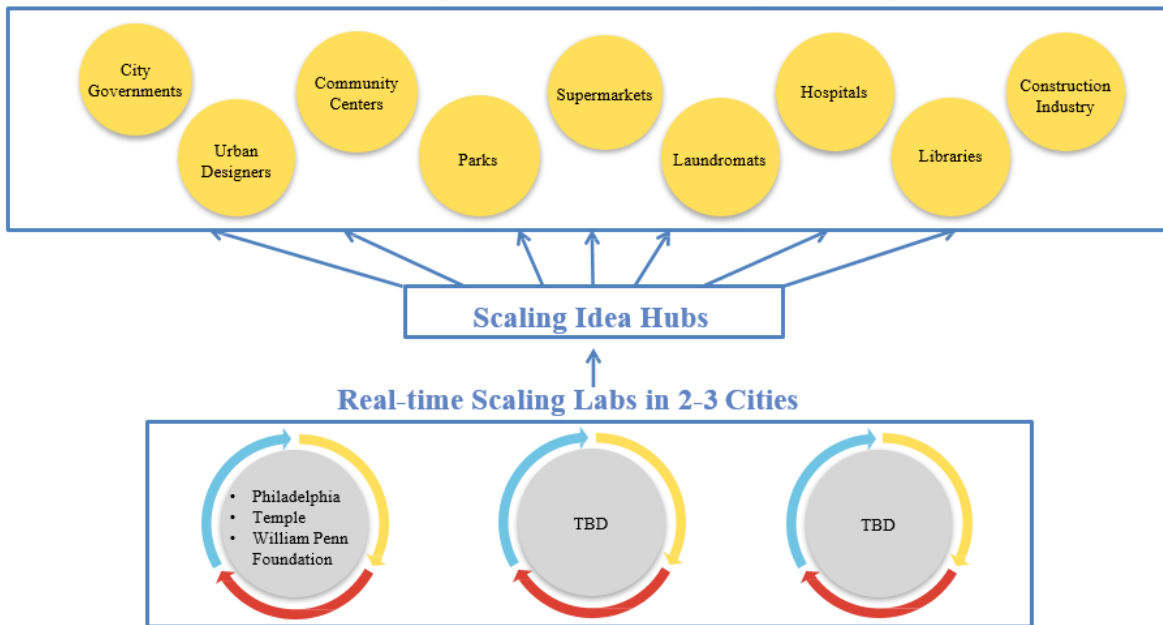 City
Governments
Urban
Designers
Community
Centers
Parks
Supermarkets
Laundromats
Hospitals
Libraries
Construction
Industry
Scaling Idea Hubs
Real-time Scaling Labs in 2-3 Cities
• Philadelphia
• Temple
• William Penn
Foundation
TBD
TBD